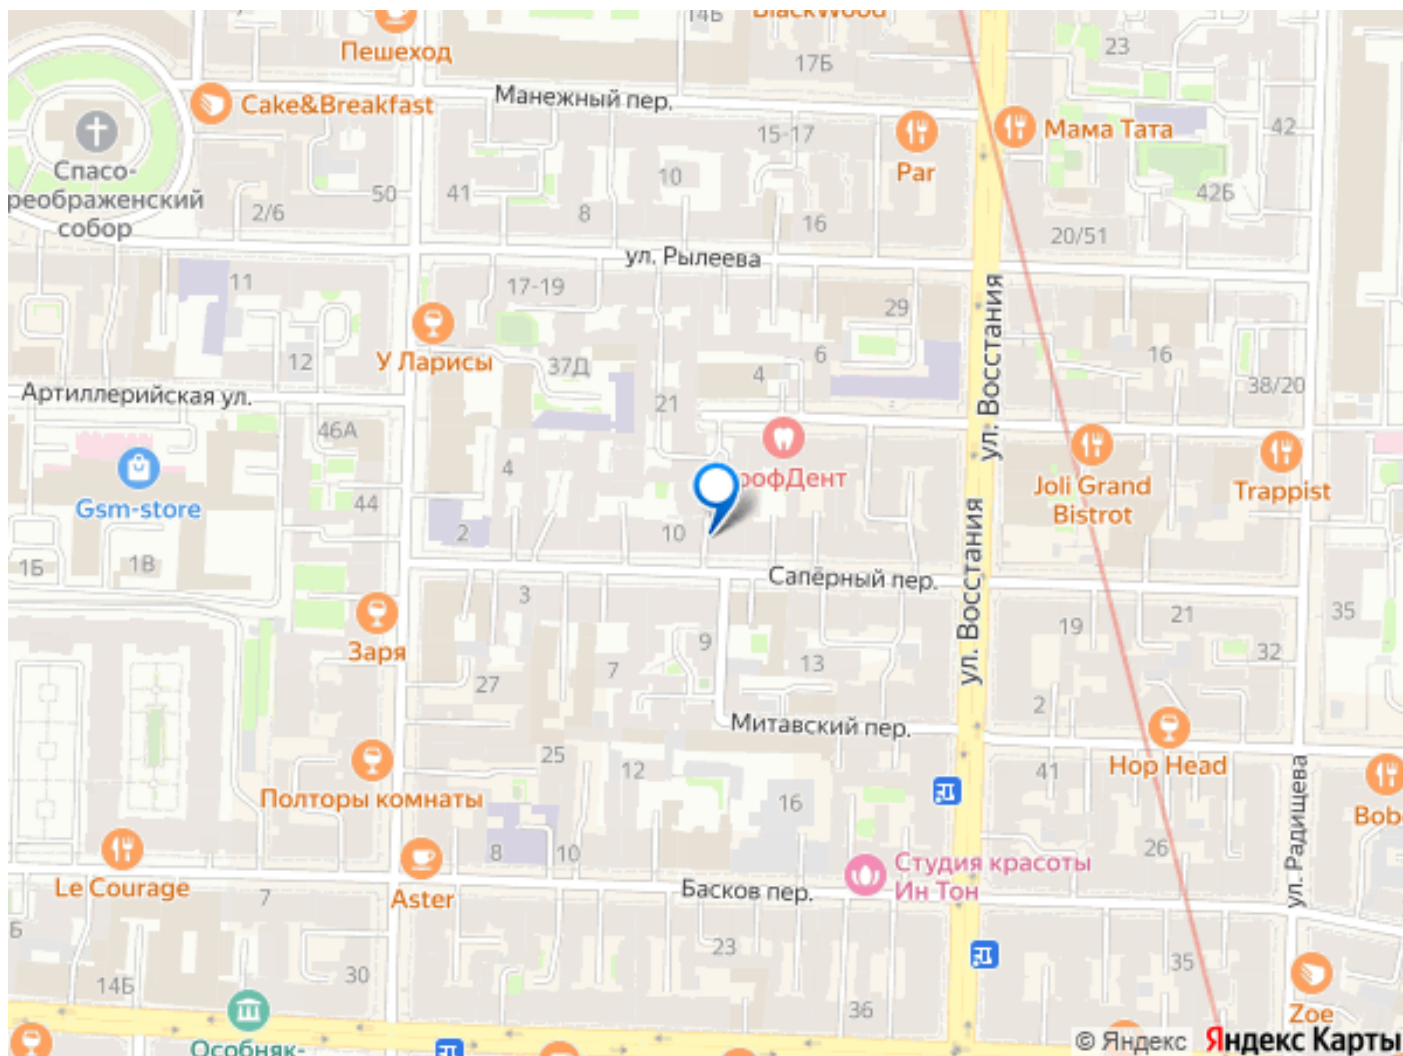 14Б
BlackWood
Пешеход
23
17Б
Манежный пер.
Cake&Breakfast
15-17
Мама Тата
42
Спасо-
реображенский
собор
Par
50
41
10
42Б
2/6
8
16
20/51
ул. Рылеева
11
17-19
29
ул. Восстания
У Ларисы
12
37Д
6
4
16
38/20
Артиллерийская ул.
21
46А
4
рофДент
Joli Grand
Bistrot
Trappist
Gsm-store
44
2
10
1Б
1В
Сапёрный пер.
3
ул. Восстания
21
35
19
9
Заря
7
13
32
27
2
Митавский пер.
25
12
41
Hop Head
Полторы комнаты
16
ул. Радищева
Bob
8
10
26
Le Courage
7
Aster
Басков пер.
Студия красоты
Ин Тон
Б
23
30
35
14Б
36
Zoe
Особняк-
© Яндекс Яндекс Карты